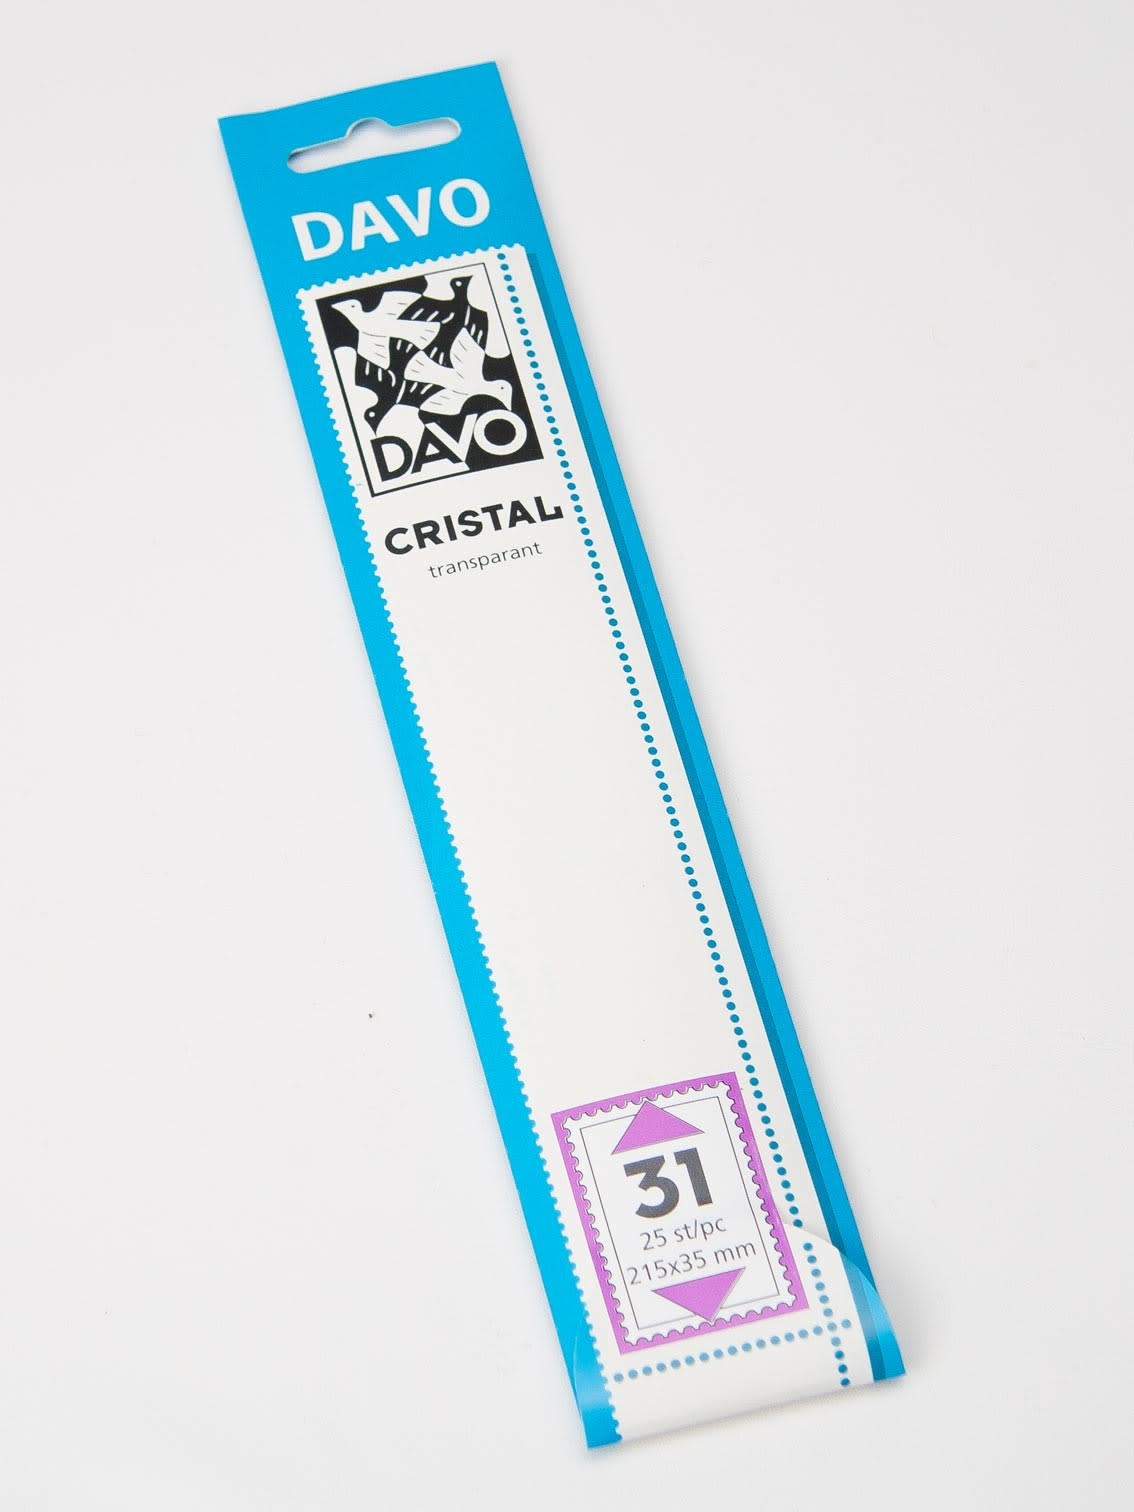 DAVO
DAVO
CRISTAL
transparant
31
25 st/pc
215x35 mm